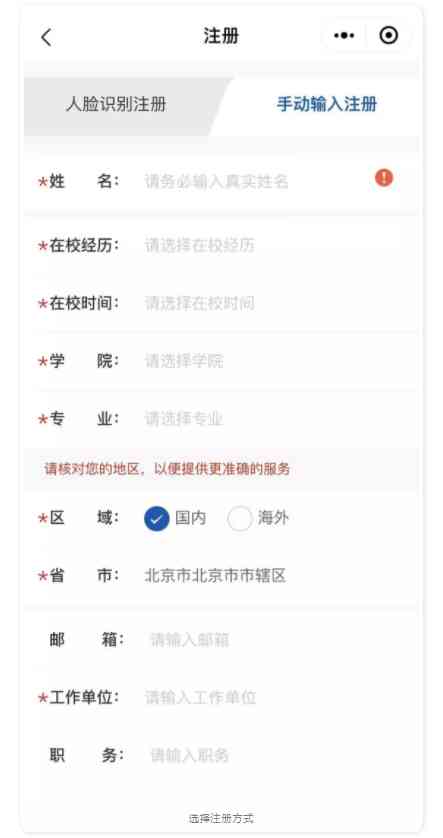 注册
人脸识别注册 手动输入注册
*姓 名： 请务必输入真实姓名
*在校经历： 请选择在校经历
*在校时间： 请选择在校时间
*学 院： 请选择学院
*专 业： 请选择专业
请核对您的地区，以便提供更准确的服务
*区 域： 国内 海外
*省 市： 北京市北京市市辖区
邮 箱： 请输入邮箱
*工作单位： 请输入工作单位
职 务： 请输入职务
选择注册方式